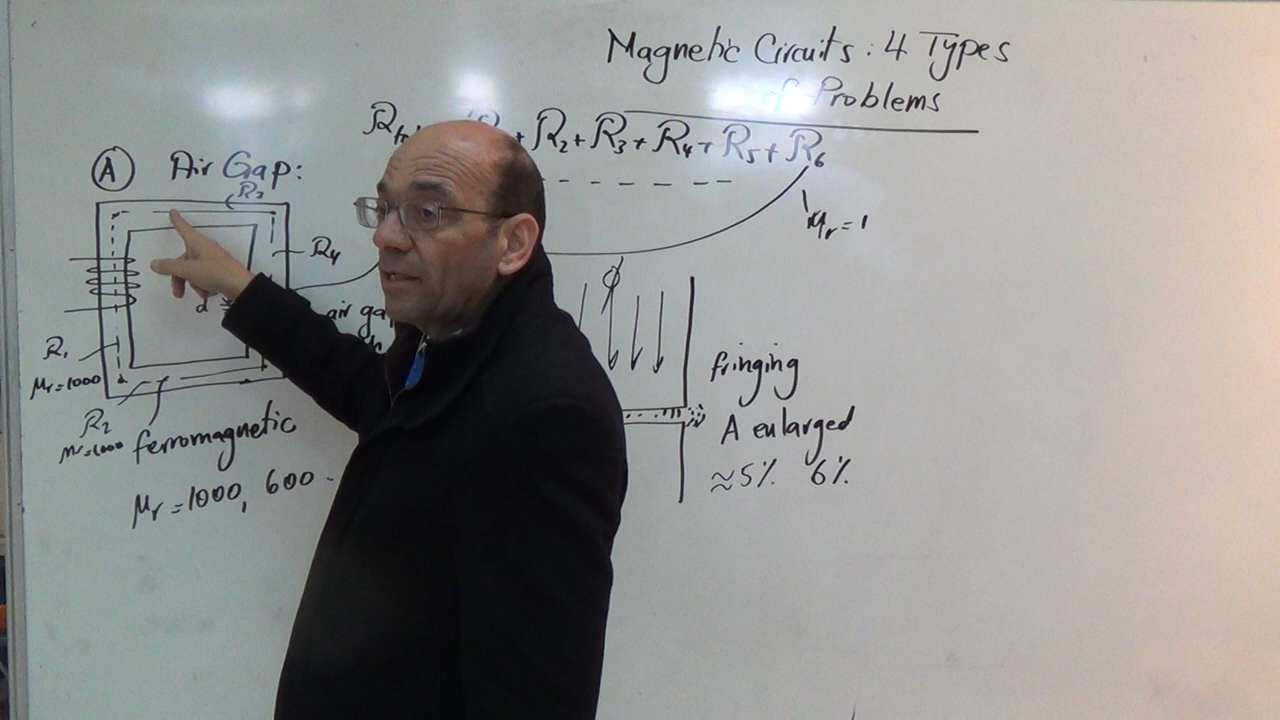 Magnetic Circuits: 4 Types
of Problems
R₂ + R₃ + R₄ + R₅ + R₆
μr = 1
Ⓐ Air Gap:
R₃
R₄
d
air
R₁
μr = 1000
R₂
μr = 1000
ferromagnetic
μr = 1000, 600
ϕ
fringing
A enlarged
≈ 5% 6%